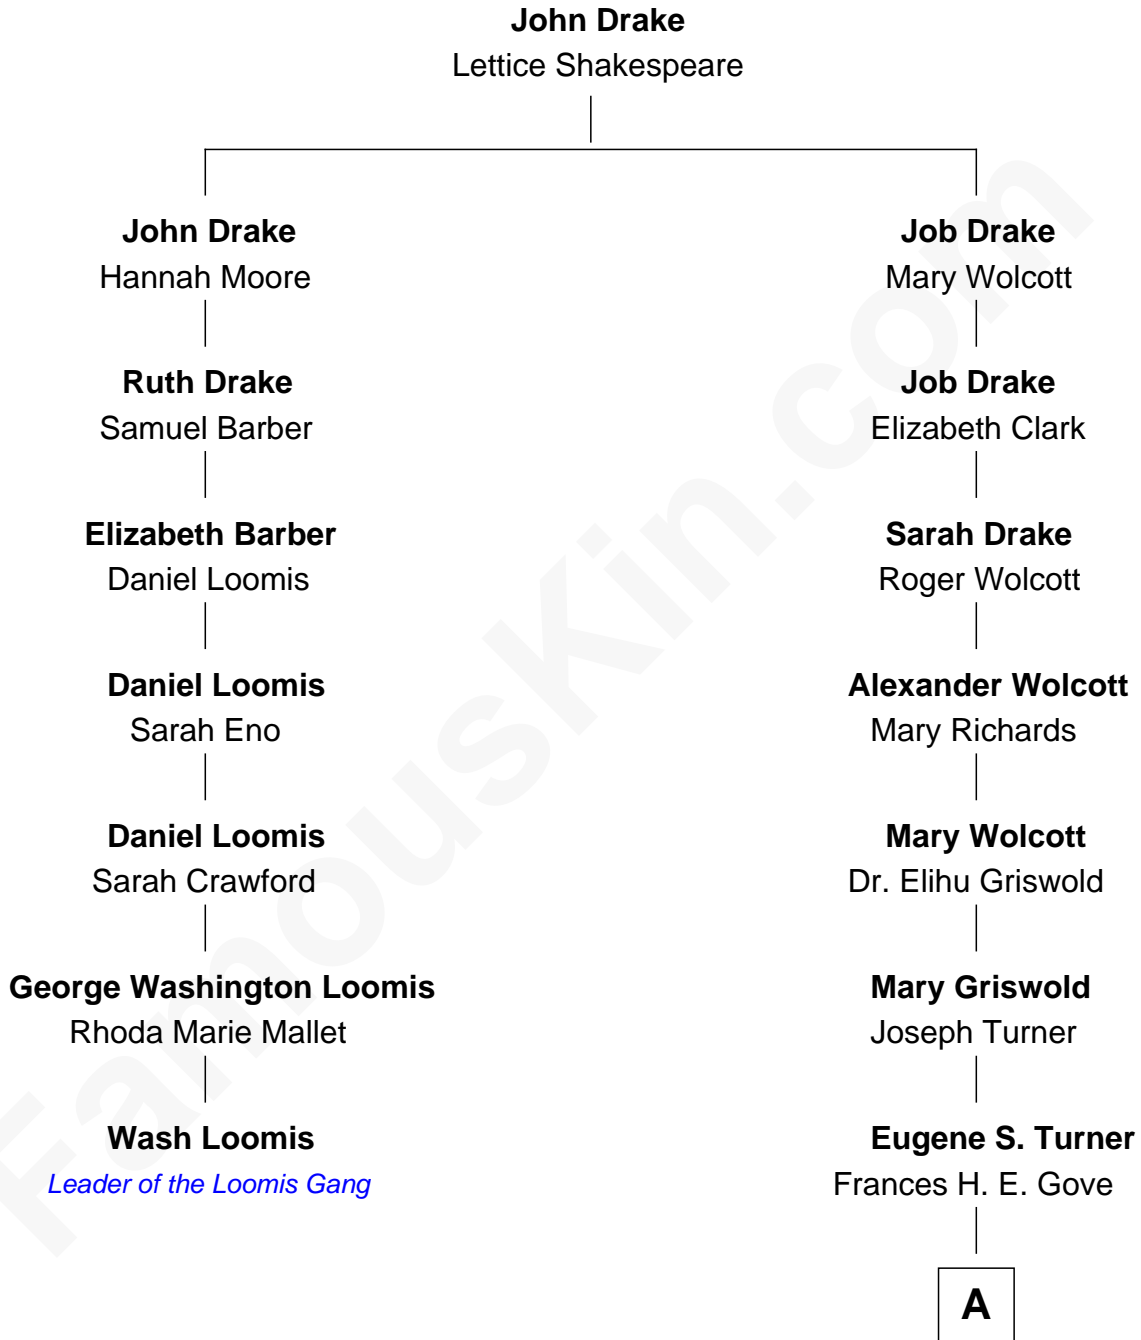 John Drake
Lettice Shakespeare
John Drake
Hannah Moore
Job Drake
Mary Wolcott
Ruth Drake
Samuel Barber
Job Drake
Elizabeth Clark
Elizabeth Barber
Daniel Loomis
Sarah Drake
Roger Wolcott
Daniel Loomis
Sarah Eno
Alexander Wolcott
Mary Richards
Daniel Loomis
Sarah Crawford
Mary Wolcott
Dr. Elihu Griswold
George Washington Loomis
Rhoda Marie Mallet
Mary Griswold
Joseph Turner
Wash Loomis
Leader of the Loomis Gang
Eugene S. Turner
Frances H. E. Gove
A
FamousKin.com